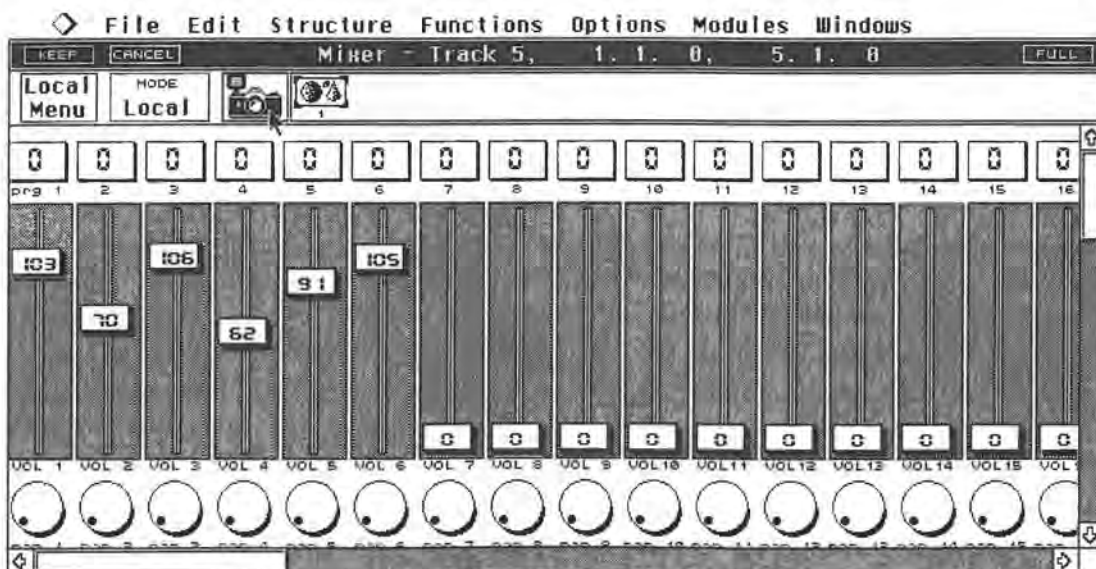 File Edit Structure Functions Options Modules Windows
KEEP CANCEL Mixer - Track 5, 1. 1. 0, 5. 1. 0 FULL
Local Menu MODE Local
1
0 0 0 0 0 0 0 0 0 0 0 0 0 0 0 0
prg 1 2 3 4 5 6 7 8 9 10 11 12 13 14 15 16
103 70 106 62 91 105 0 0 0 0 0 0 0 0 0 0
VOL 1 VOL 2 VOL 3 VOL 4 VOL 5 VOL 6 VOL 7 VOL 8 VOL 9 VOL10 VOL11 VOL12 VOL13 VOL14 VOL15